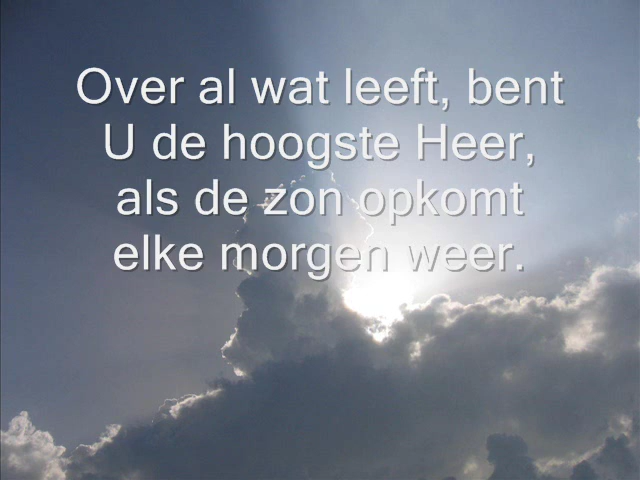 Over al wat leeft, bent
U de hoogste Heer,
als de zon opkomt
elke morgen weer.